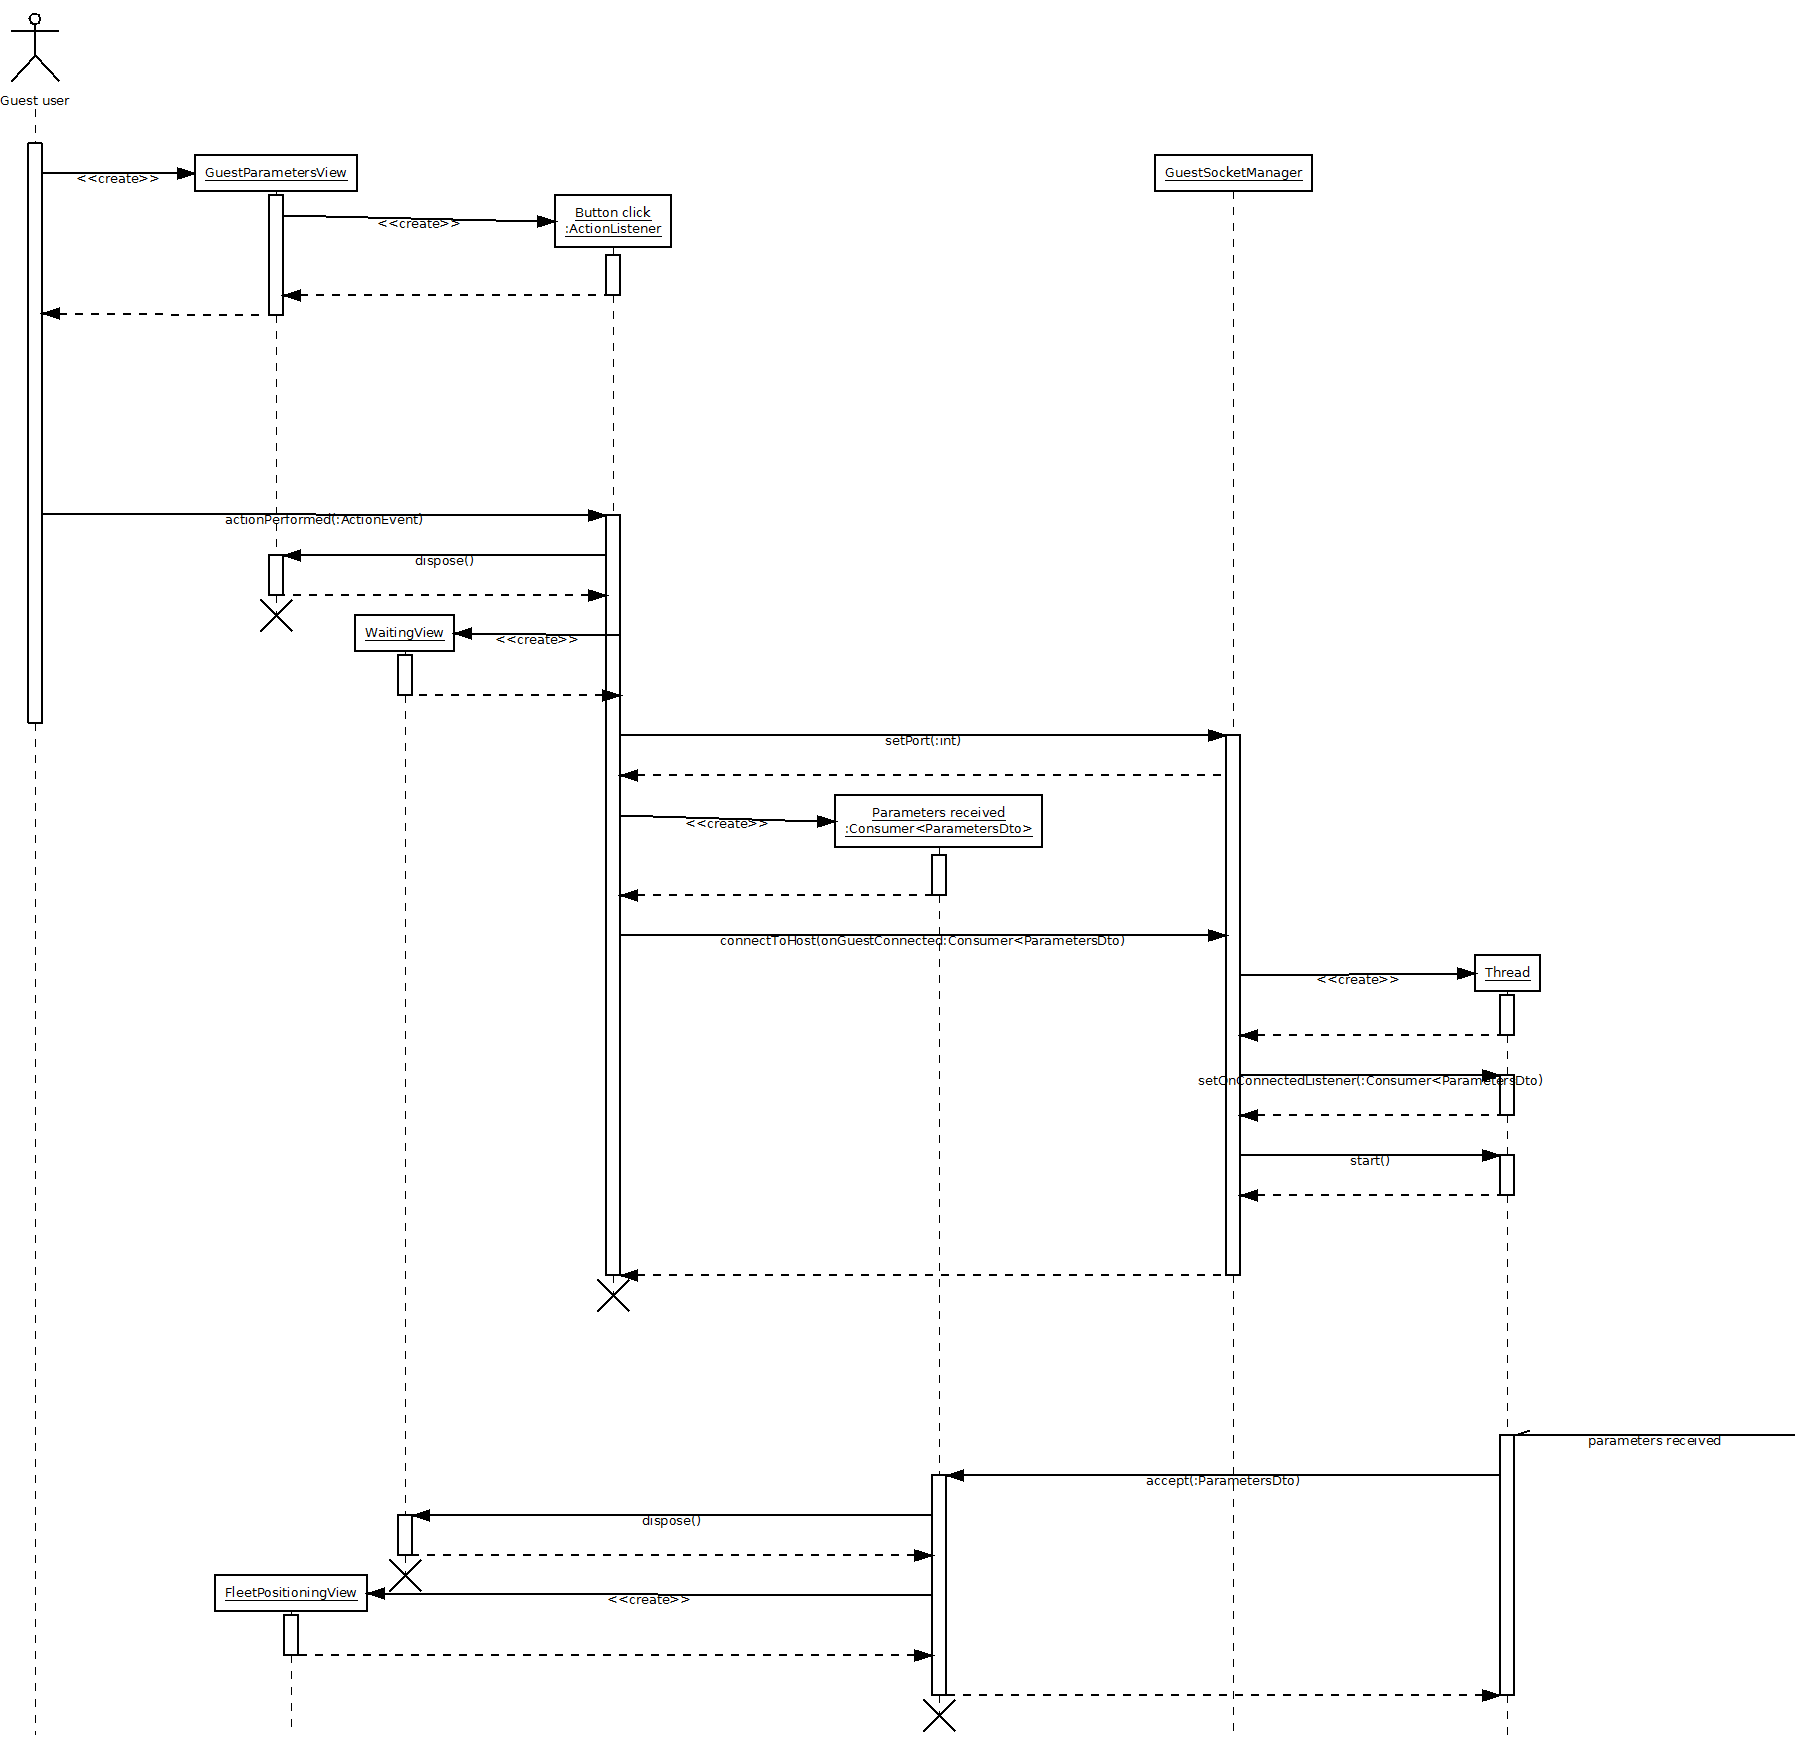 Guest user
<<create>>
GuestParametersView
GuestSocketManager
<<create>>
Button click
:ActionListener
actionPerformed(:ActionEvent)
dispose()
WaitingView
<<create>>
setPort(:int)
<<create>>
Parameters received
:Consumer<ParametersDto>
connectToHost(onGuestConnected:Consumer<ParametersDto)
<<create>>
Thread
setOnConnectedListener(:Consumer<ParametersDto)
start()
parameters received
accept(:ParametersDto)
dispose()
FleetPositioningView
<<create>>